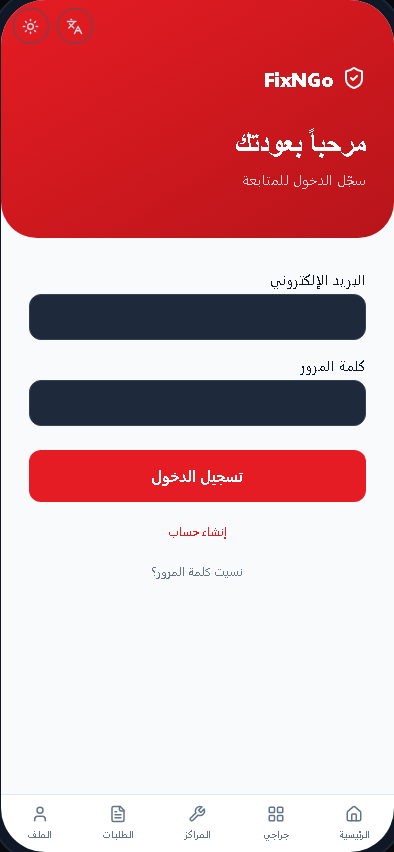 FixNGo
مرحباً بعودتك
سجّل الدخول للمتابعة
البريد الإلكتروني
كلمة المرور
تسجيل الدخول
إنشاء حساب
نسيت كلمة المرور؟
الرئيسية
جراجي
المراكز
الطلبات
الملف